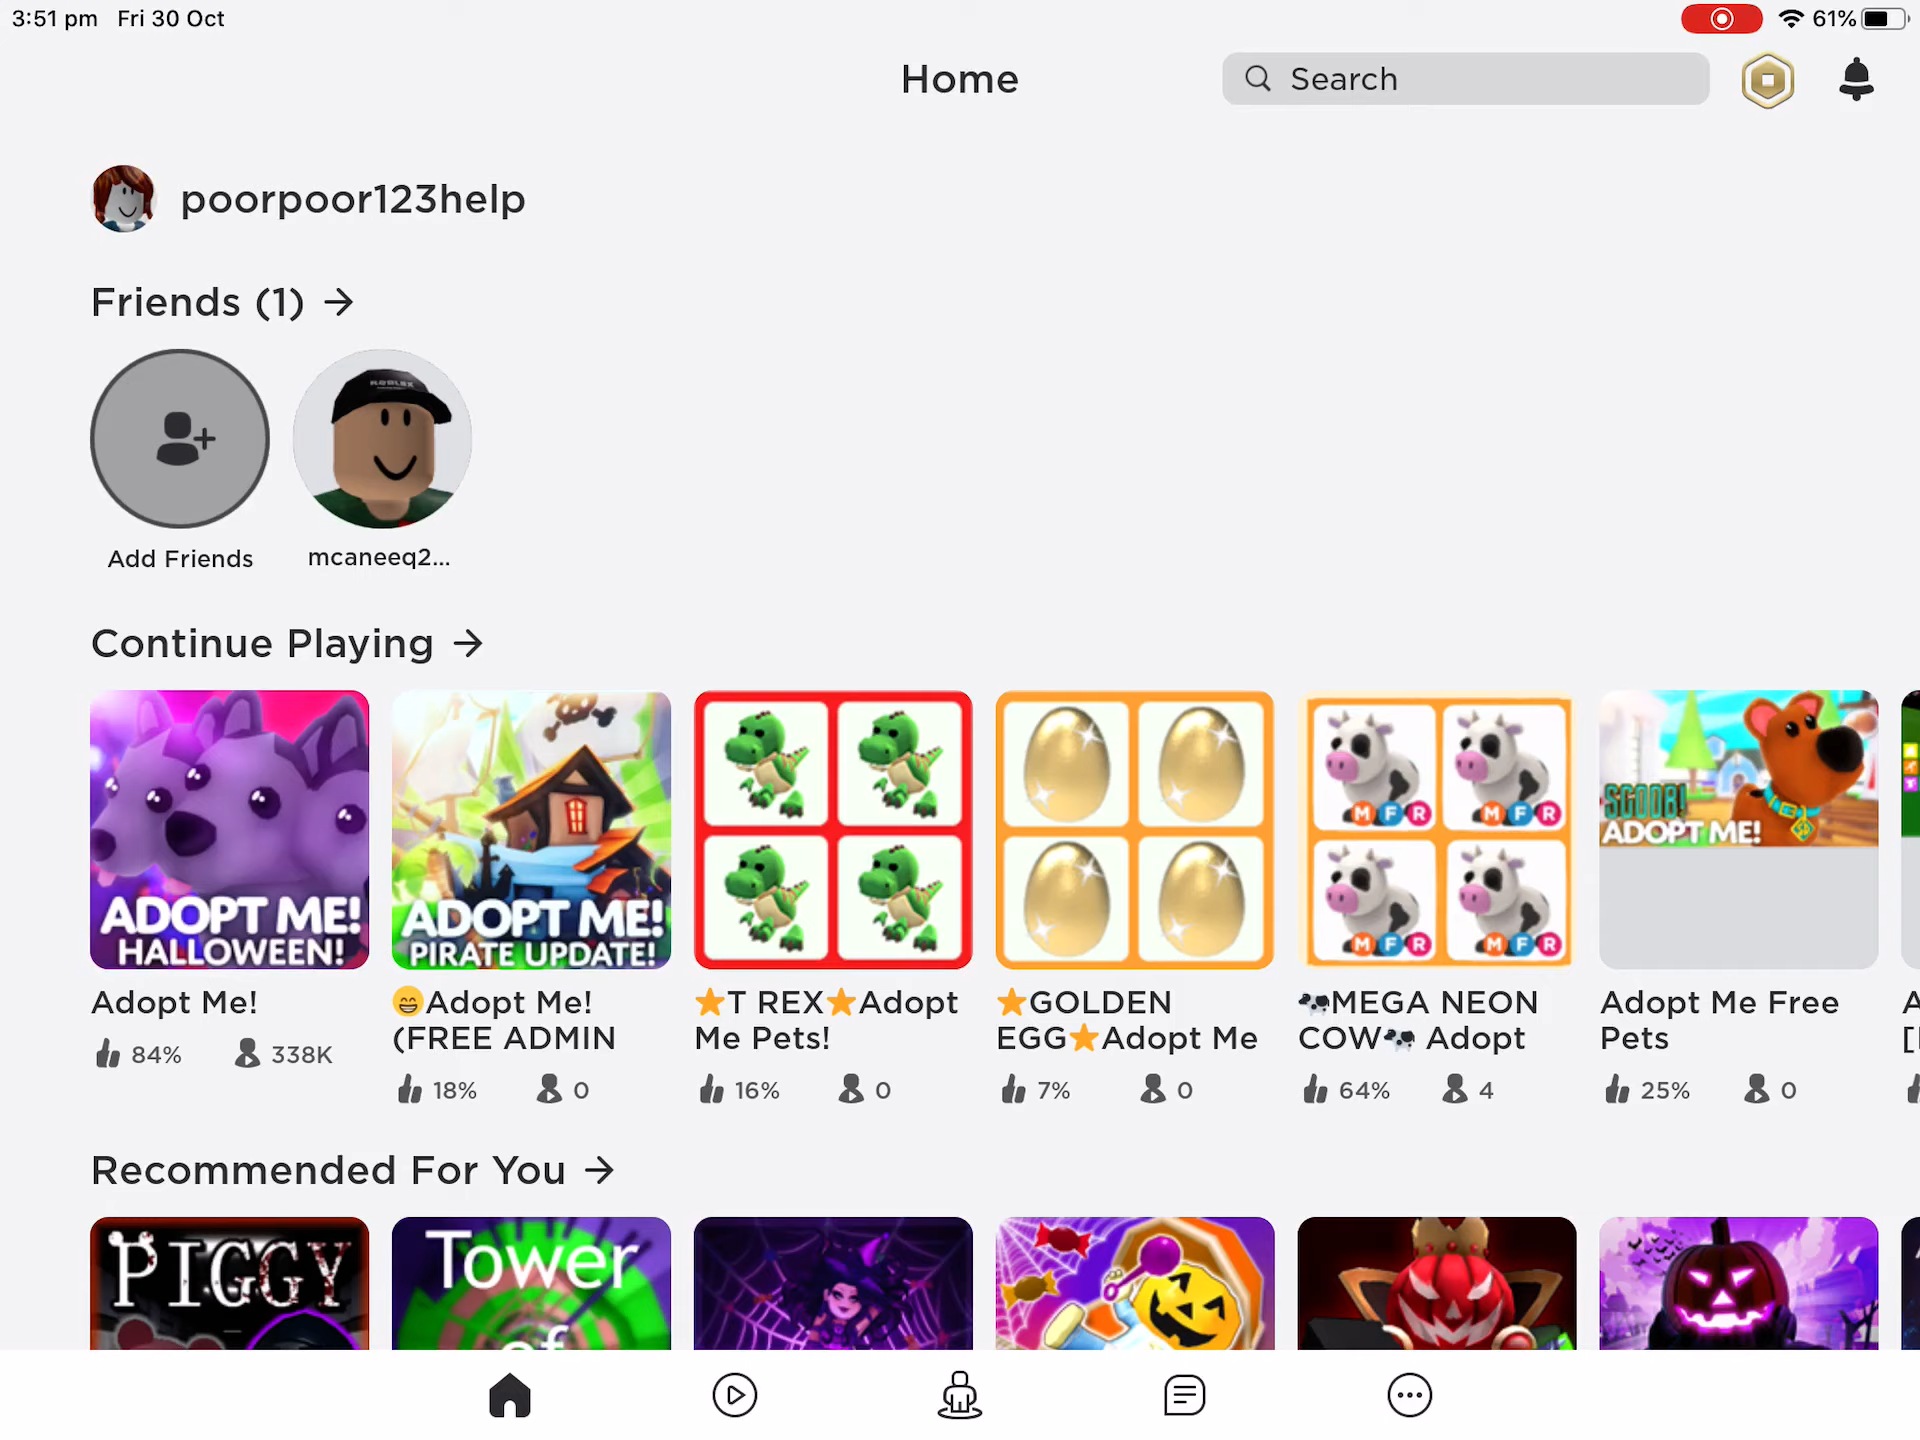 3:51 pm Fri 30 Oct
61%
Home
Search
poorpoor123help
Friends (1) →
ROBLOX
Add Friends
mcaneeq2...
Continue Playing →
ADOPT ME!
HALLOWEEN!
ADOPT ME!
PIRATE UPDATE!
M F R M F R
M F R M F R
SCOOB!
ADOPT ME!
Adopt Me!
84% 338K
😄Adopt Me!
(FREE ADMIN
18% 0
⭐T REX⭐Adopt
Me Pets!
16% 0
⭐GOLDEN
EGG⭐Adopt Me
7% 0
🐄MEGA NEON
COW🐄 Adopt
64% 4
Adopt Me Free
Pets
25% 0
Recommended For You →
PIGGY
Tower
of